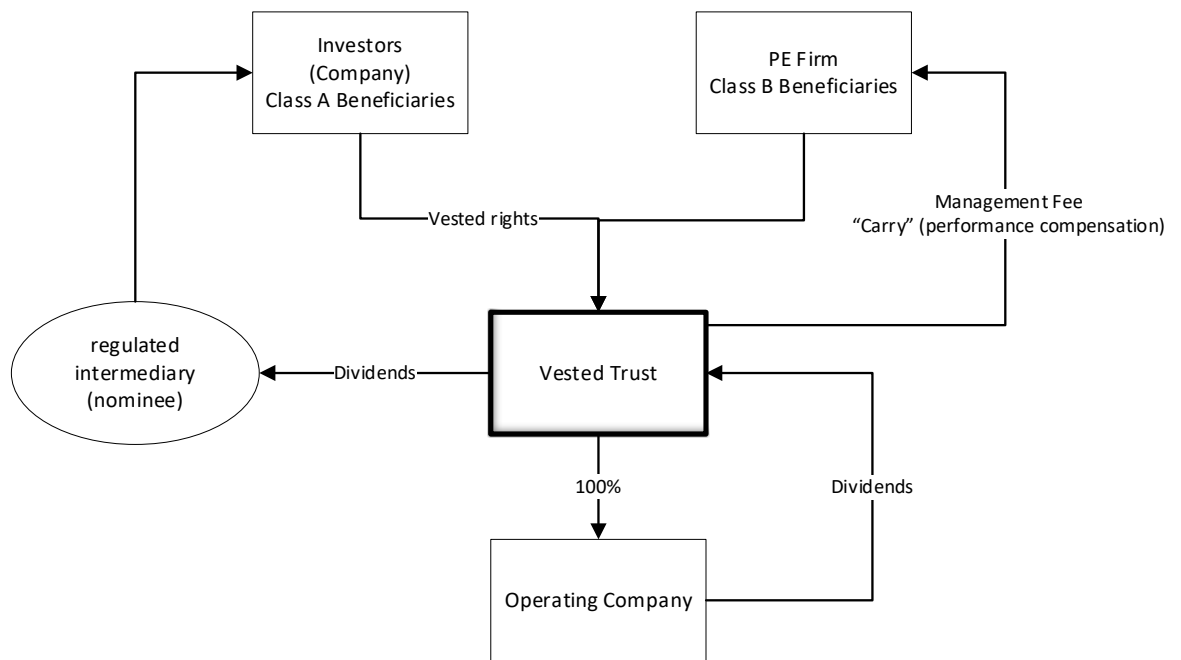 Investors
(Company)
Class A Beneficiaries
PE Firm
Class B Beneficiaries
Vested rights
Management Fee
“Carry” (performance compensation)
regulated
intermediary
(nominee)
Dividends
Vested Trust
100%
Dividends
Operating Company